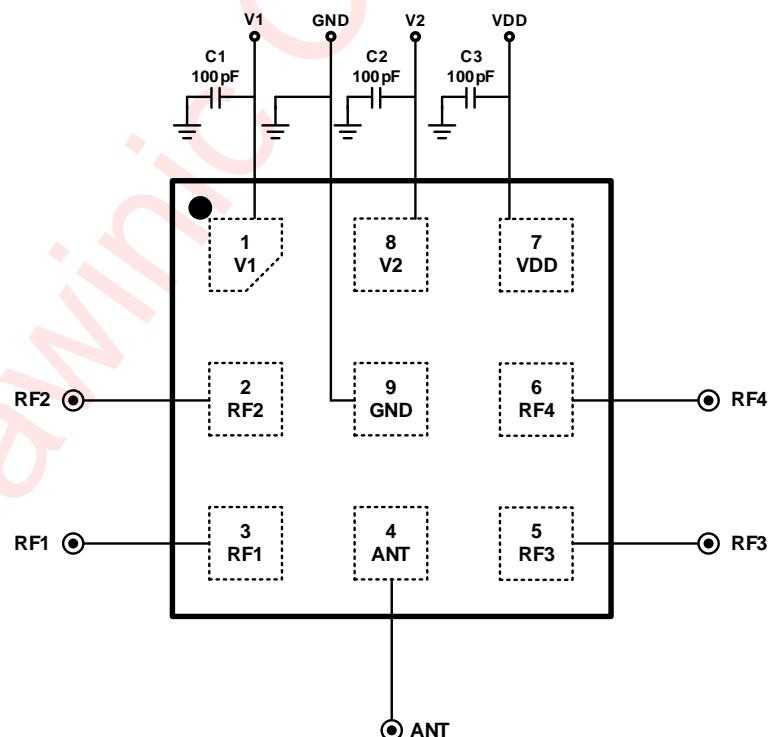 V1 GND V2 VDD
C1 C2 C3
100pF 100pF 100pF
1 8 7
V1 V2 VDD
2 9 6
RF2 RF2 GND RF4 RF4
3 4 5
RF1 RF1 ANT RF3 RF3
ANT
awinic